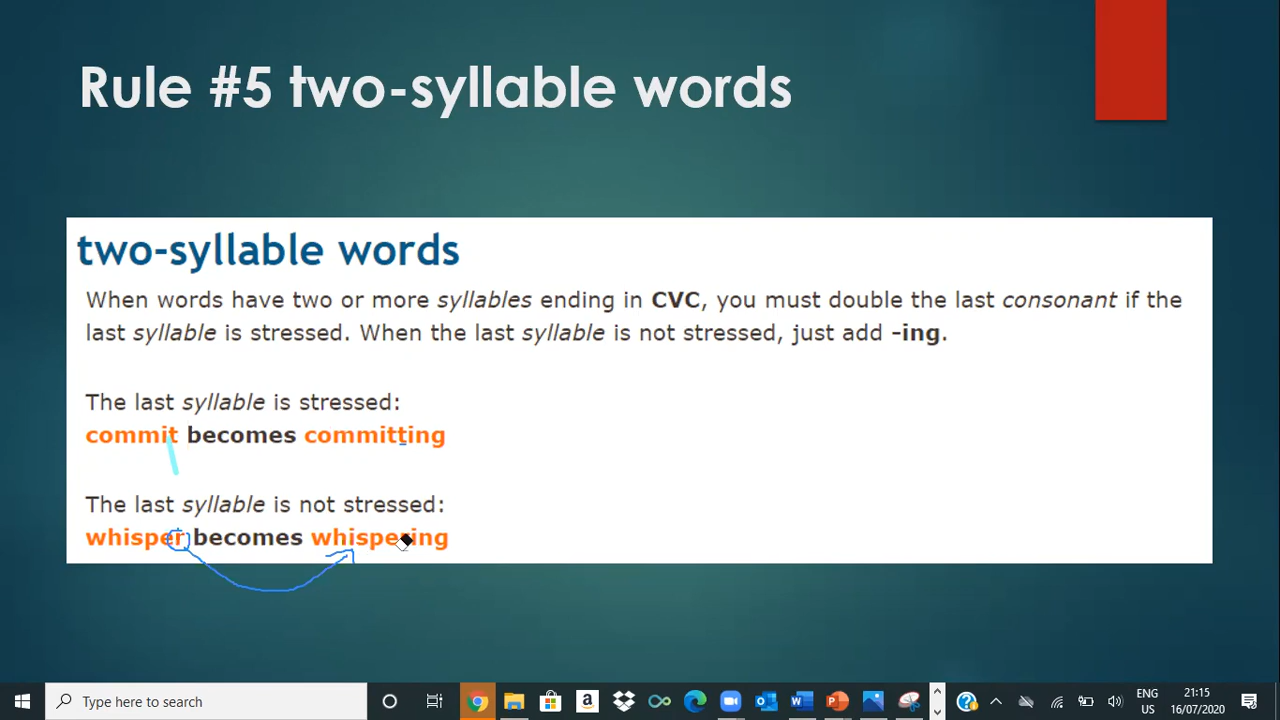 Rule #5 two-syllable words
two-syllable words
When words have two or more syllables ending in CVC, you must double the last consonant if the
last syllable is stressed. When the last syllable is not stressed, just add -ing.
The last syllable is stressed:
commit becomes committing
The last syllable is not stressed:
whisper becomes whispering
Type here to search
ENG
US
21:15
16/07/2020